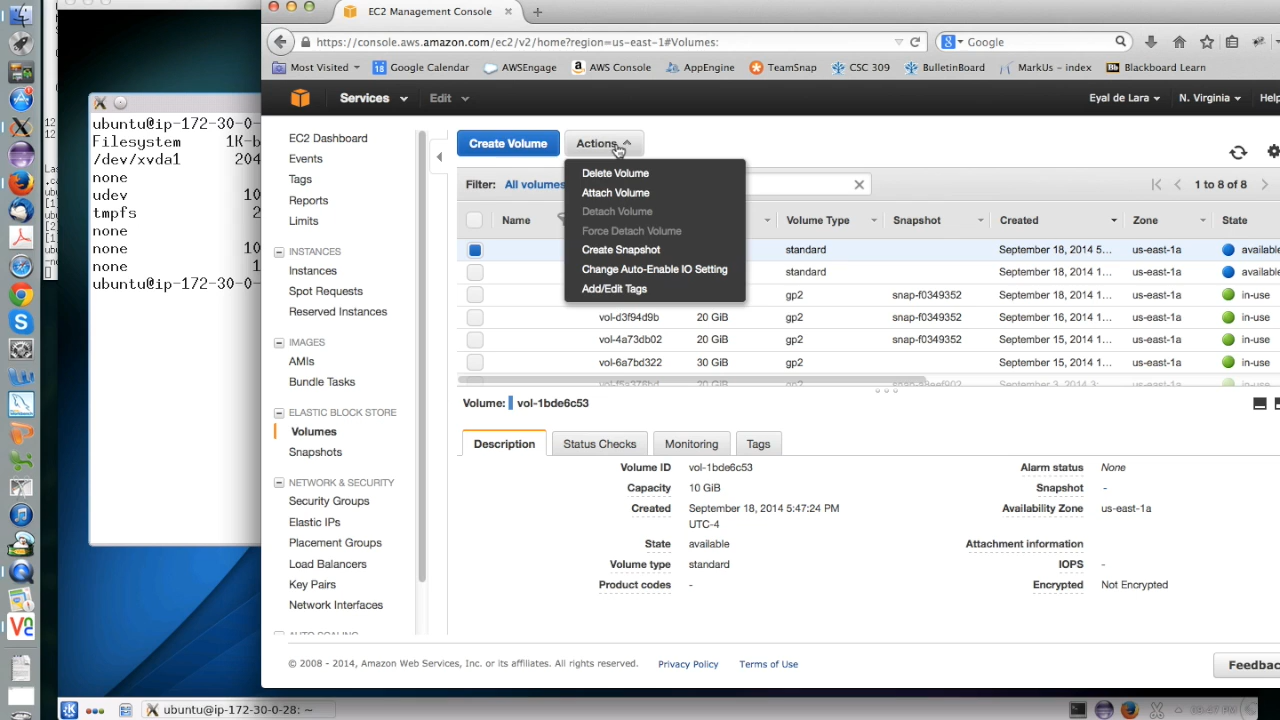 EC2 Management Console
https://console.aws.amazon.com/ec2/v2/home?region=us-east-1#Volumes:
Google
Most Visited
18 Google Calendar
AWSEngage
AWS Console
AppEngine
TeamSnap
CSC 309
BulletinBoard
MarkUs – index
Blackboard Learn
Services
Edit
Eyal de Lara
N. Virginia
Help
ubuntu@ip-172-30-0-
Filesystem 1K-b
/dev/xvda1 204
none
udev 10
tmpfs 2
none
none 10
none 1
ubuntu@ip-172-30-0-
EC2 Dashboard
Events
Tags
Reports
Limits
INSTANCES
Instances
Spot Requests
Reserved Instances
IMAGES
AMIs
Bundle Tasks
ELASTIC BLOCK STORE
Volumes
Snapshots
NETWORK & SECURITY
Security Groups
Elastic IPs
Placement Groups
Load Balancers
Key Pairs
Network Interfaces
AUTO SCALING
Create Volume
Actions
Delete Volume
Attach Volume
Detach Volume
Force Detach Volume
Create Snapshot
Change Auto-Enable IO Setting
Add/Edit Tags
Filter: All volumes
1 to 8 of 8
Name Volume Type Snapshot Created Zone State
standard September 18, 2014 5... us-east-1a available
standard September 18, 2014 1... us-east-1a available
gp2 snap-f0349352 September 18, 2014 1... us-east-1a in-use
vol-d3f94d9b 20 GiB gp2 snap-f0349352 September 15, 2014 1... us-east-1a in-use
vol-4a73db02 20 GiB gp2 snap-f0349352 September 15, 2014 1... us-east-1a in-use
vol-6a7bd322 30 GiB gp2 September 15, 2014 1... us-east-1a in-use
Volume: vol-1bde6c53
Description
Status Checks
Monitoring
Tags
Volume ID vol-1bde6c53 Alarm status None
Capacity 10 GiB Snapshot -
Created September 18, 2014 5:47:24 PM Availability Zone us-east-1a
UTC-4
State available Attachment information
Volume type standard IOPS -
Product codes - Encrypted Not Encrypted
© 2008 - 2014, Amazon Web Services, Inc. or its affiliates. All rights reserved.
Privacy Policy
Terms of Use
Feedbac
ubuntu@ip-172-30-0-28: ~